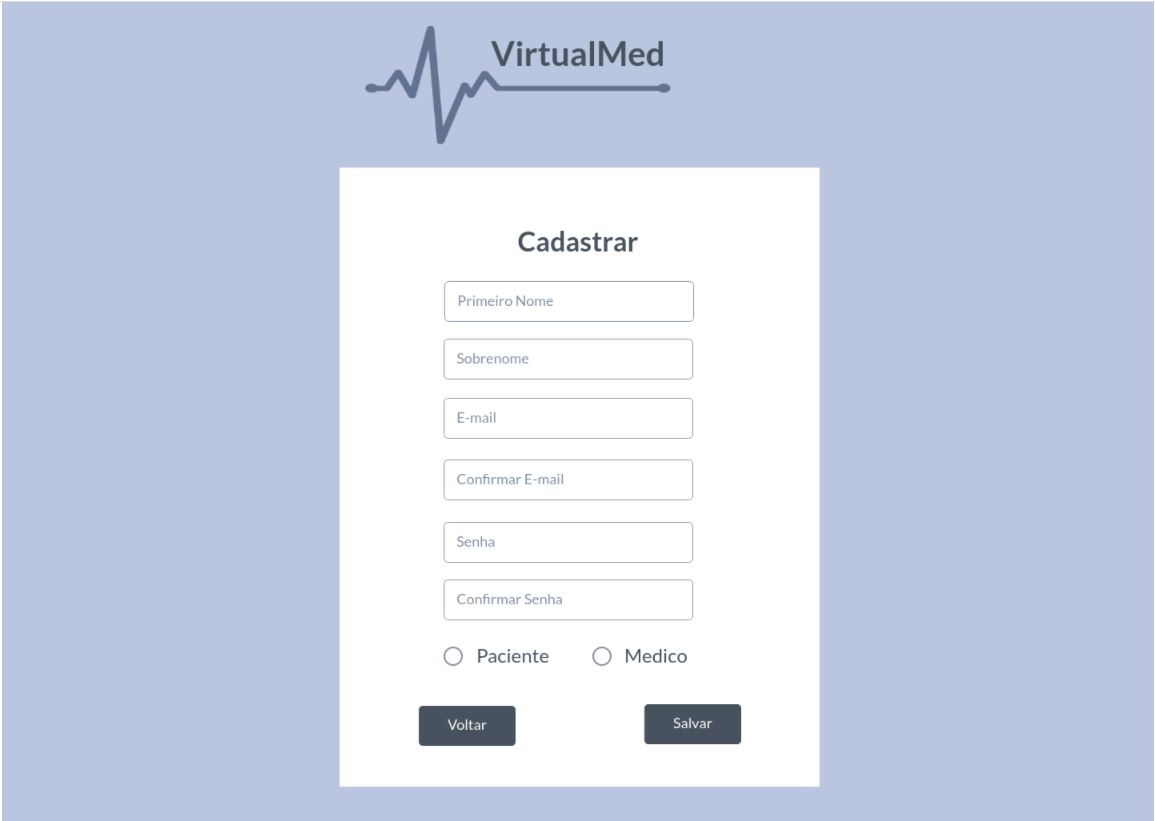 VirtualMed
Cadastrar
Primeiro Nome
Sobrenome
E-mail
Confirmar E-mail
Senha
Confirmar Senha
Paciente Medico
Voltar Salvar